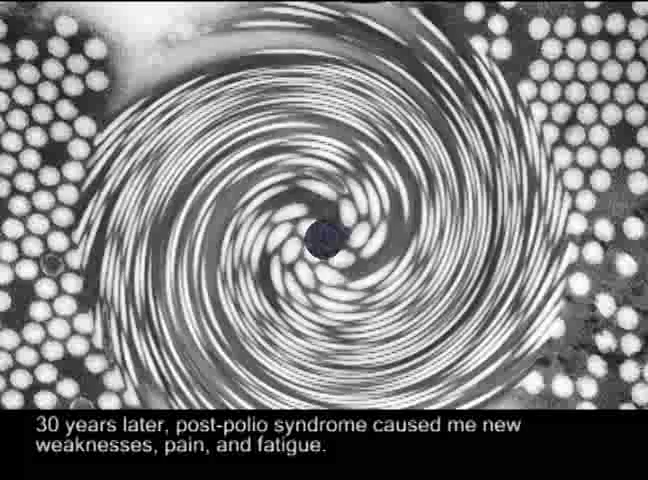 30 years later, post-polio syndrome caused me new
weaknesses, pain, and fatigue.